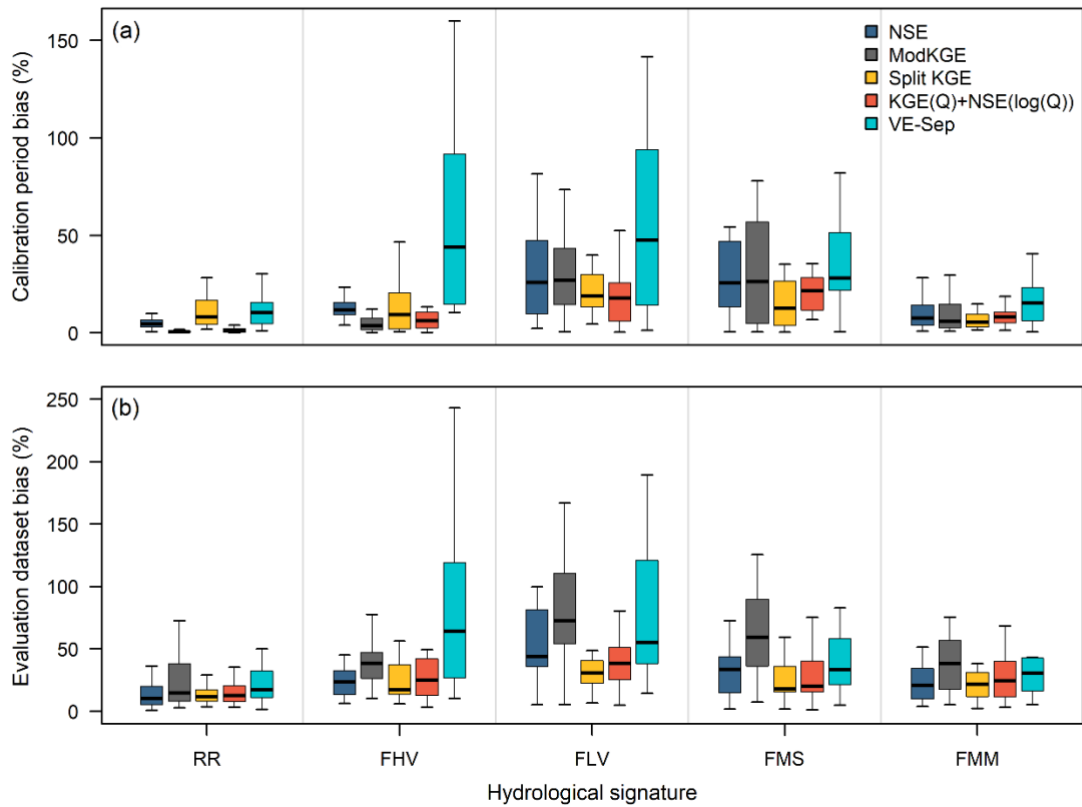 (a)
Calibration period bias (%)
150
100
50
0
NSE
ModKGE
Split KGE
KGE(Q)+NSE(log(Q))
VE-Sep
(b)
Evaluation dataset bias (%)
250
200
150
100
50
0
RR
FHV
FLV
FMS
FMM
Hydrological signature